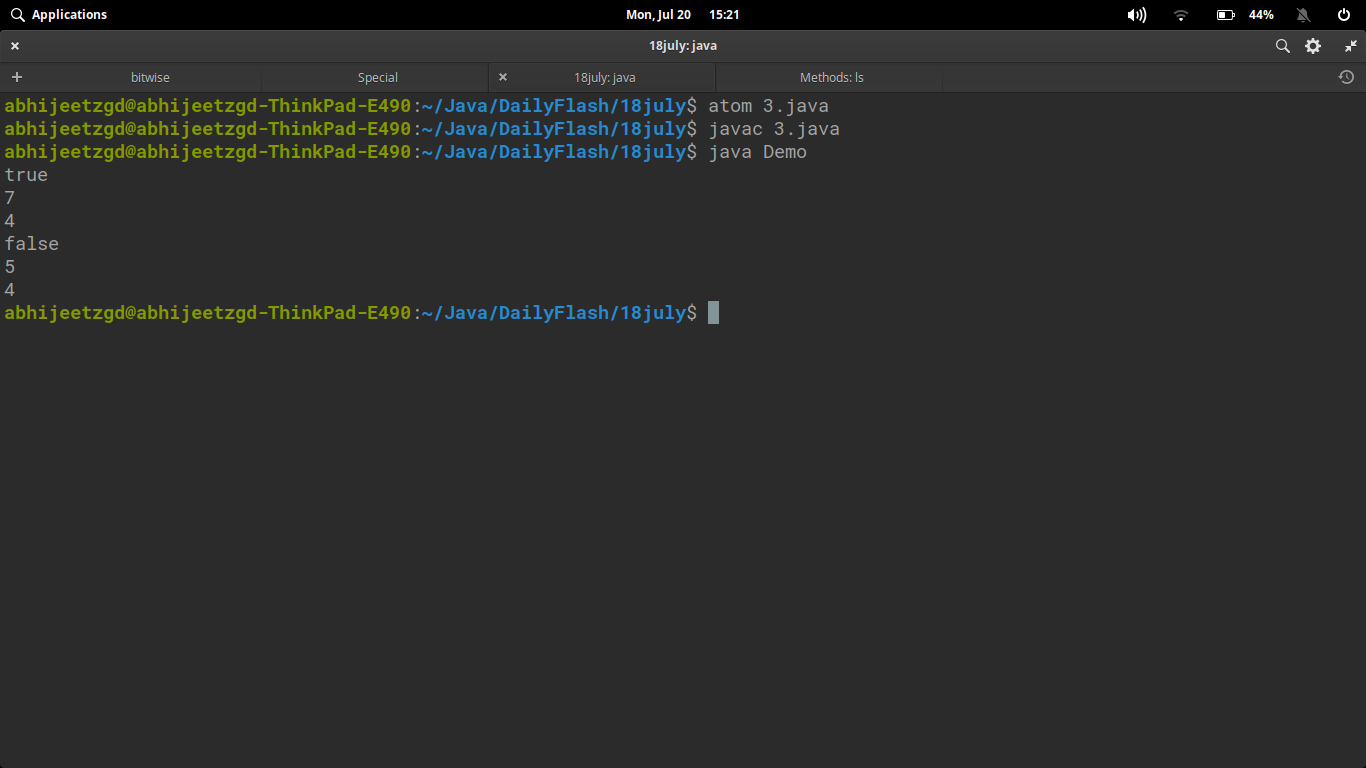 Applications Mon, Jul 20 15:21 44%
18july: java
bitwise Special 18july: java Methods: ls
abhijeetzgd@abhijeetzgd-ThinkPad-E490:~/Java/DailyFlash/18july$ atom 3.java
abhijeetzgd@abhijeetzgd-ThinkPad-E490:~/Java/DailyFlash/18july$ javac 3.java
abhijeetzgd@abhijeetzgd-ThinkPad-E490:~/Java/DailyFlash/18july$ java Demo
true
7
4
false
5
4
abhijeetzgd@abhijeetzgd-ThinkPad-E490:~/Java/DailyFlash/18july$